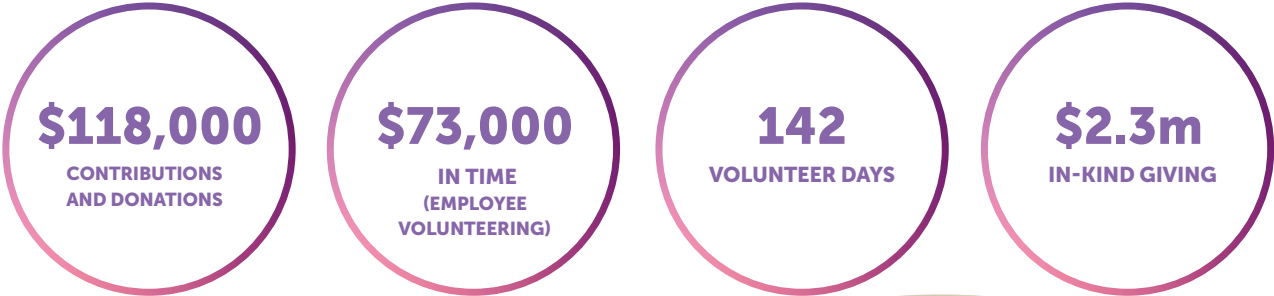 $118,000
CONTRIBUTIONS
AND DONATIONS
$73,000
IN TIME
(EMPLOYEE
VOLUNTEERING)
142
VOLUNTEER DAYS
$2.3m
IN-KIND GIVING